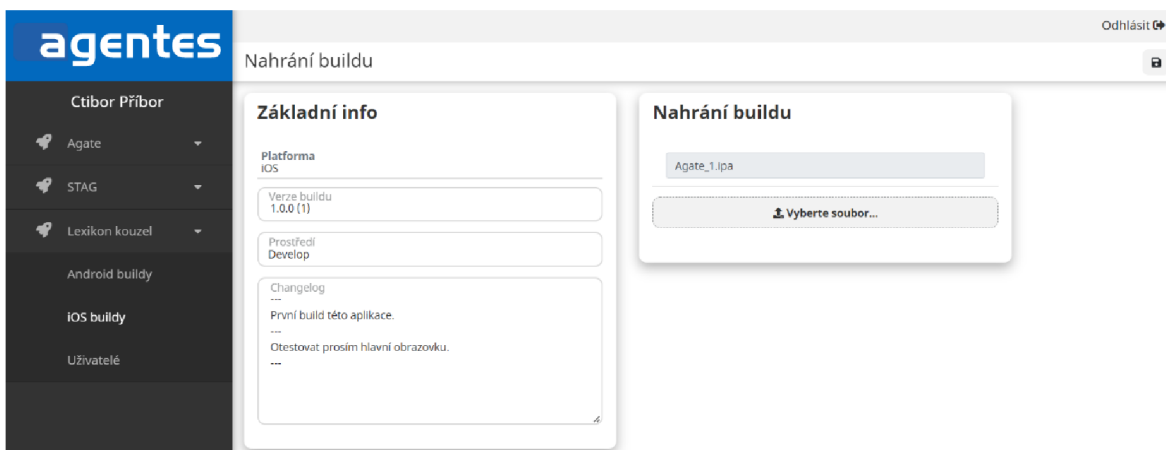 agentes
Odhlásit
Nahrání buildu
Ctibor Příbor
Agate
STAG
Lexikon kouzel
Android buildy
iOS buildy
Uživatelé
Základní info
Platforma
iOS
Verze buildu
1.0.0 (1)
Prostředí
Develop
Changelog
---
První build této aplikace.
---
Otestovat prosím hlavní obrazovku.
---
Nahrání buildu
Agate_1.ipa
Vyberte soubor...